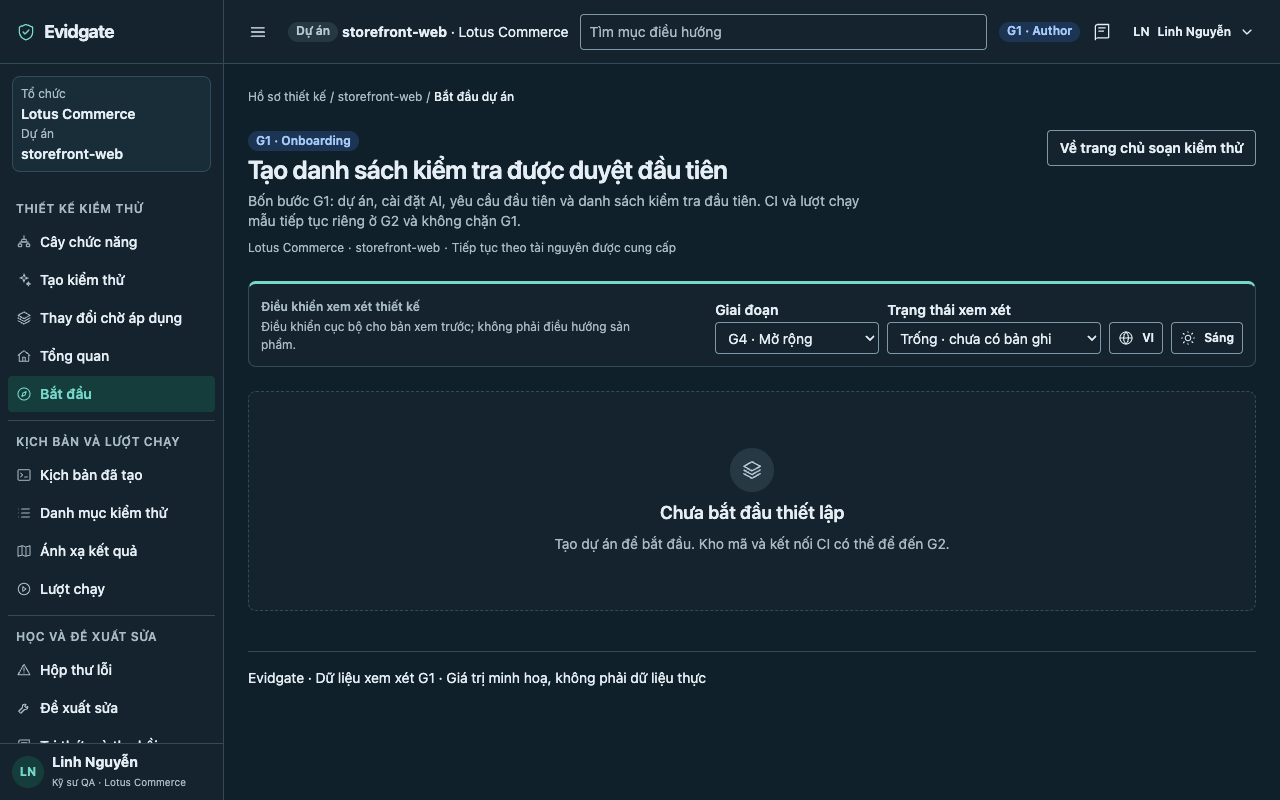 Evidgate
Dự án storefront-web · Lotus Commerce
Tìm mục điều hướng
G1 · Author
LN Linh Nguyễn
Tổ chức
Lotus Commerce
Dự án
storefront-web
THIẾT KẾ KIỂM THỬ
Cây chức năng
Tạo kiểm thử
Thay đổi chờ áp dụng
Tổng quan
Bắt đầu
KỊCH BẢN VÀ LƯỢT CHẠY
Kịch bản đã tạo
Danh mục kiểm thử
Ánh xạ kết quả
Lượt chạy
HỌC VÀ ĐỀ XUẤT SỬA
Hộp thư lỗi
Đề xuất sửa
LN
Linh Nguyễn
Kỹ sư QA · Lotus Commerce
Hồ sơ thiết kế / storefront-web / Bắt đầu dự án
G1 · Onboarding
Tạo danh sách kiểm tra được duyệt đầu tiên
Về trang chủ soạn kiểm thử
Bốn bước G1: dự án, cài đặt AI, yêu cầu đầu tiên và danh sách kiểm tra đầu tiên. CI và lượt chạy
mẫu tiếp tục riêng ở G2 và không chặn G1.
Lotus Commerce · storefront-web · Tiếp tục theo tài nguyên được cung cấp
Điều khiển xem xét thiết kế
Điều khiển cục bộ cho bản xem trước; không phải điều hướng sản
phẩm.
Giai đoạn
G4 · Mở rộng
Trạng thái xem xét
Trống · chưa có bản ghi
VI
Sáng
Chưa bắt đầu thiết lập
Tạo dự án để bắt đầu. Kho mã và kết nối CI có thể để đến G2.
Evidgate · Dữ liệu xem xét G1 · Giá trị minh hoạ, không phải dữ liệu thực